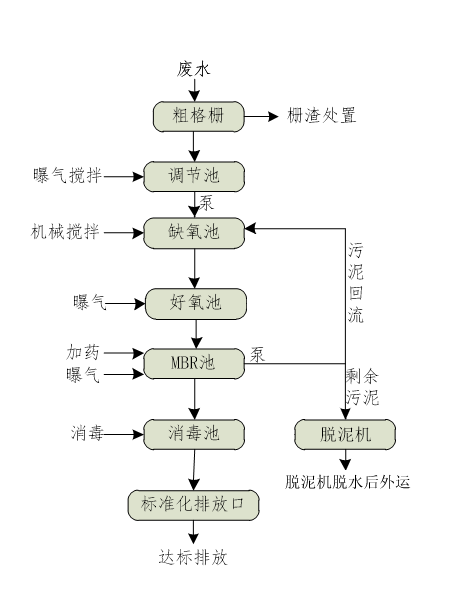 废水
粗格栅
栅渣处置
曝气搅拌
调节池
泵
机械搅拌
缺氧池
污泥回流
曝气
好氧池
加药
曝气
MBR池
泵
剩余
污泥
消毒
消毒池
脱泥机
脱泥机脱水后外运
标准化排放口
达标排放